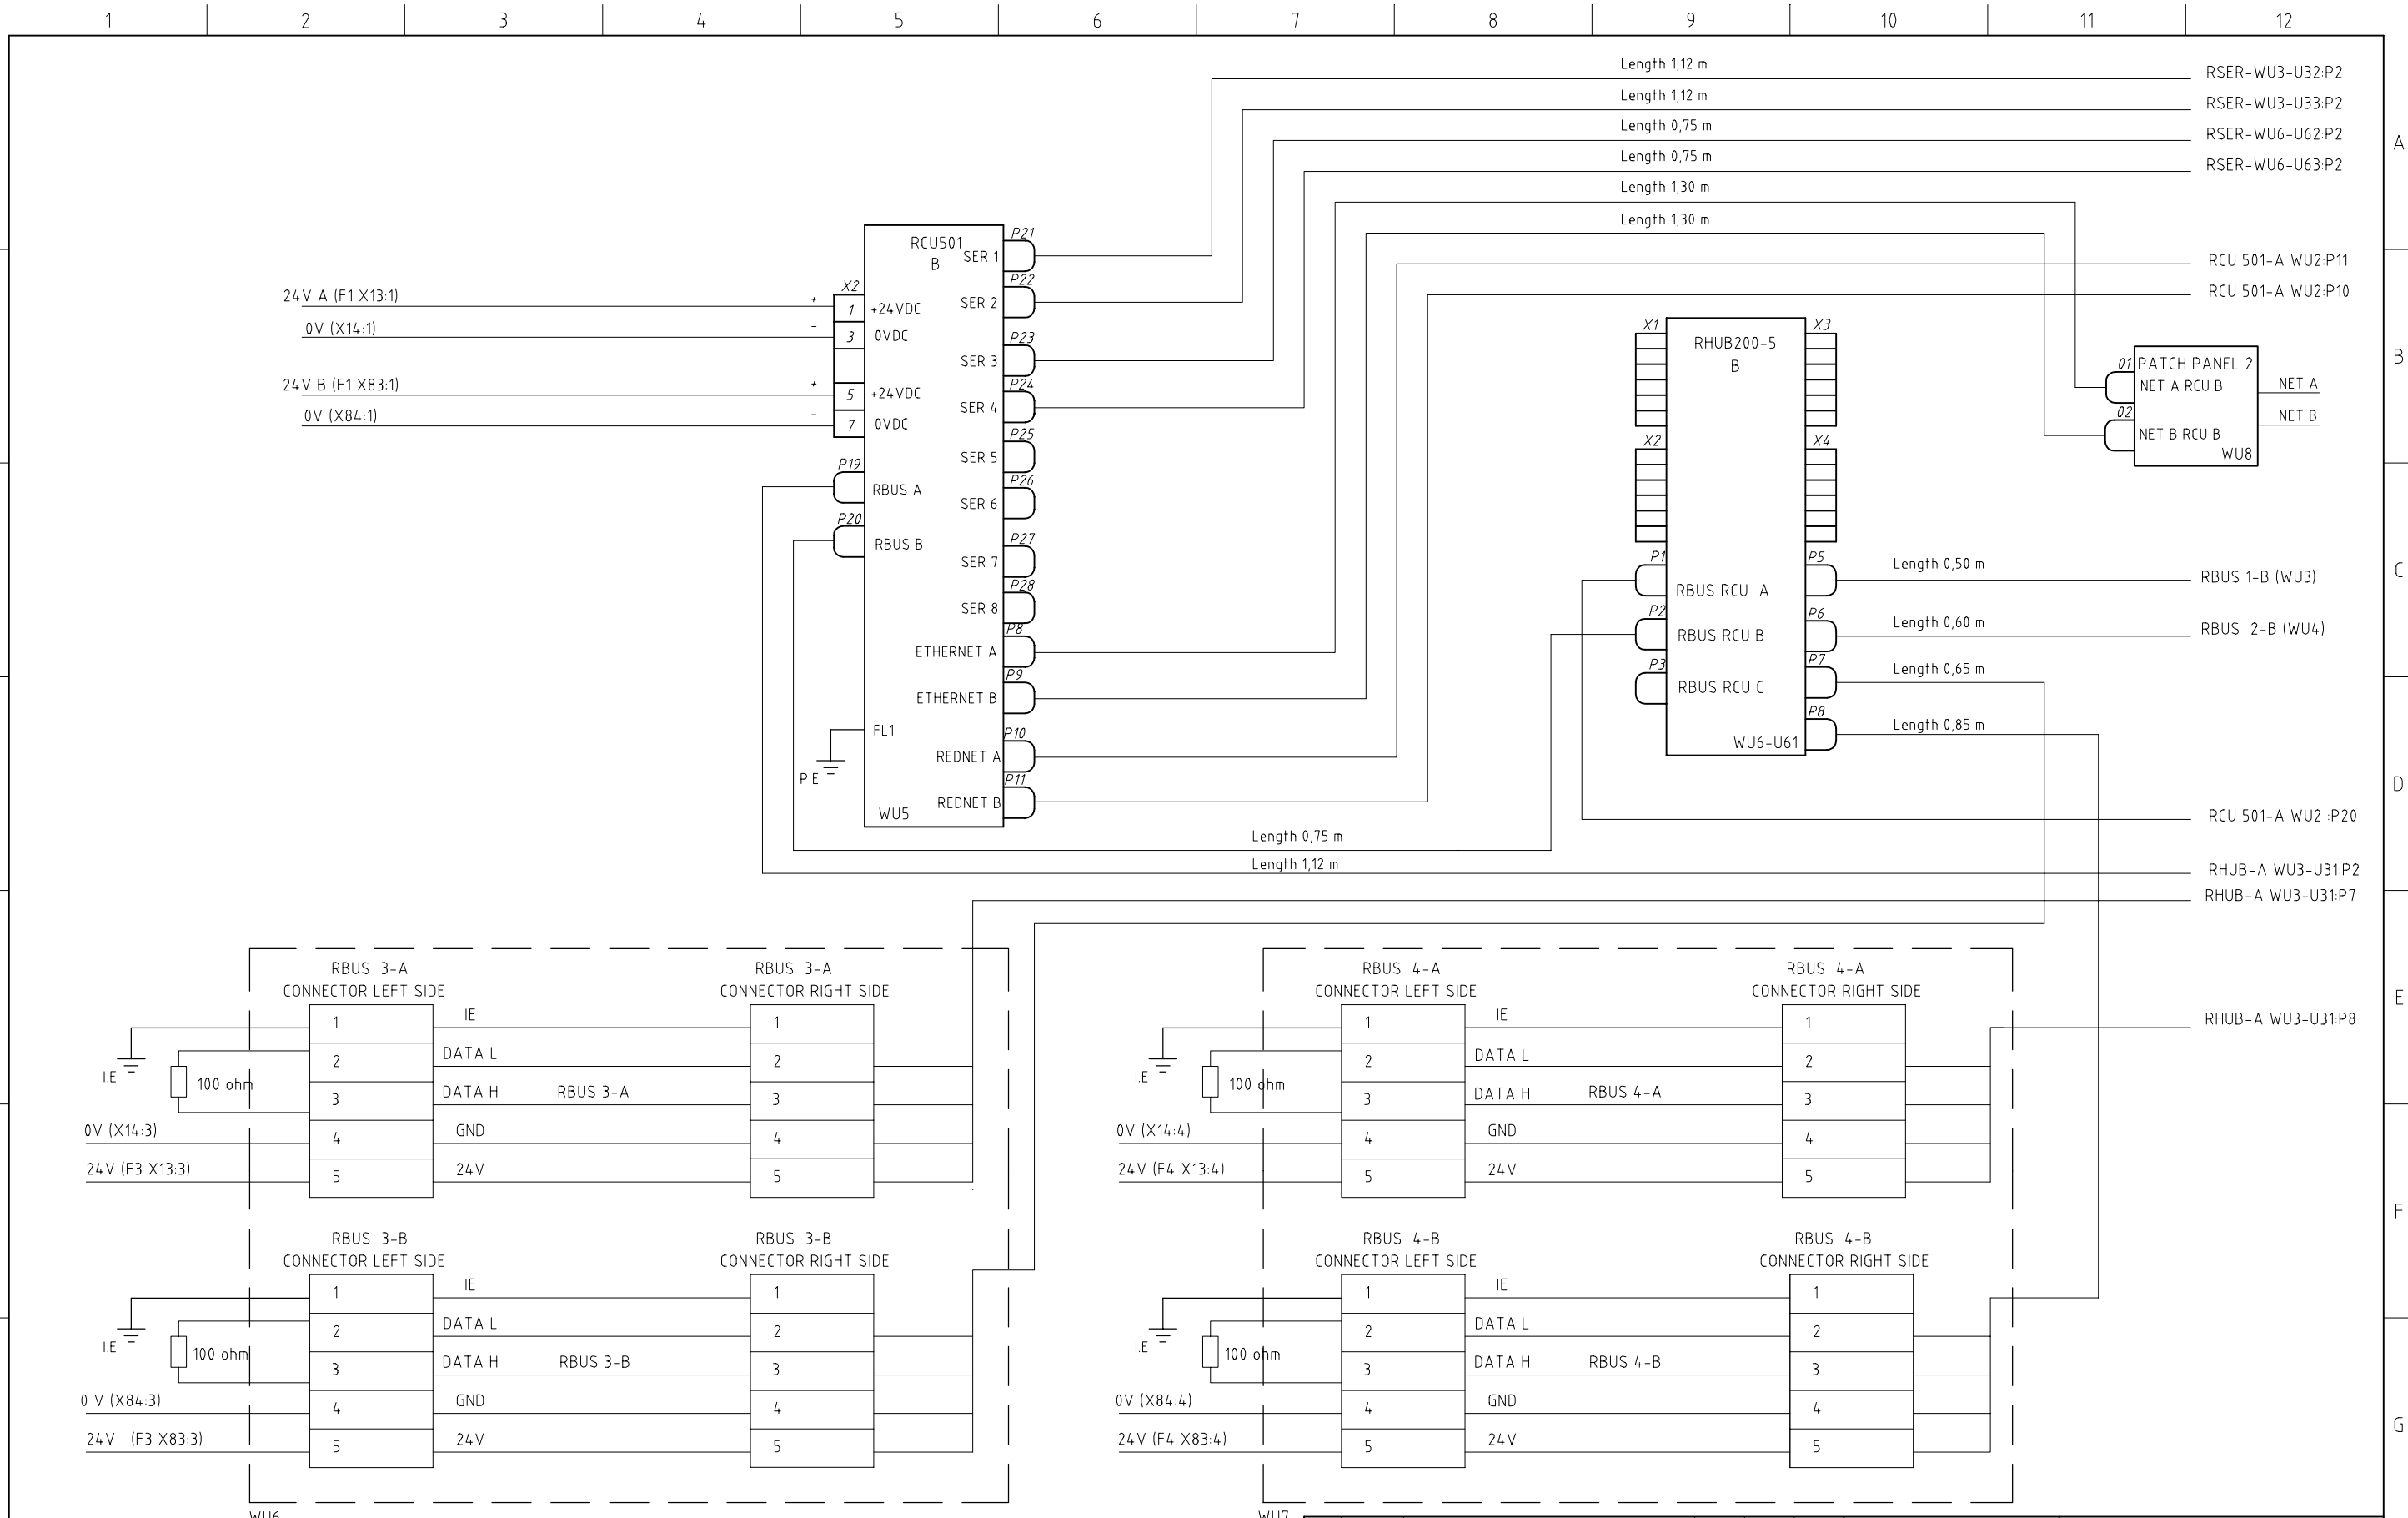 1 2 3 4 5 6 7 8 9 10 11 12
Length 1,12 m
RSER-WU3-U32:P2
Length 1,12 m
RSER-WU3-U33:P2
Length 0,75 m
RSER-WU6-U62:P2
A
Length 0,75 m
RSER-WU6-U63:P2
Length 1,30 m
Length 1,30 m
RCU 501-A WU2:P11
RCU 501-A WU2:P10
24V A (F1 X13:1)
+
0V (X14:1)
-
24V B (F1 X83:1)
+
0V (X84:1)
-
X2
1 +24VDC
3 0VDC
5 +24VDC
7 0VDC
P19
RBUS A
P20
RBUS B
FL1
P.E
WU5
RCU501
B
P21
SER 1
P22
SER 2
P23
SER 3
P24
SER 4
P25
SER 5
P26
SER 6
P27
SER 7
P28
SER 8
P8
ETHERNET A
P9
ETHERNET B
P10
REDNET A
P11
REDNET B
X1
X3
RHUB200-5
B
X2
X4
P1
RBUS RCU A
P2
RBUS RCU B
P3
RBUS RCU C
P5
P6
P7
P8
WU6-U61
B
01
PATCH PANEL 2
NET A RCU B
02
NET B RCU B
WU8
NET A
NET B
Length 0,50 m
RBUS 1-B (WU3)
C
Length 0,60 m
RBUS 2-B (WU4)
Length 0,65 m
Length 0,85 m
D
RCU 501-A WU2 :P20
Length 0,75 m
Length 1,12 m
RHUB-A WU3-U31:P2
RHUB-A WU3-U31:P7
RBUS 3-A
CONNECTOR LEFT SIDE
RBUS 3-A
CONNECTOR RIGHT SIDE
1 IE 1
2 DATA L 2
3 DATA H RBUS 3-A 3
4 GND 4
5 24V 5
I.E
100 ohm
0V (X14:3)
24V (F3 X13:3)
RBUS 4-A
CONNECTOR LEFT SIDE
RBUS 4-A
CONNECTOR RIGHT SIDE
1 IE 1
2 DATA L 2
3 DATA H RBUS 4-A 3
4 GND 4
5 24V 5
I.E
100 ohm
0V (X14:4)
24V (F4 X13:4)
E
RHUB-A WU3-U31:P8
F
RBUS 3-B
CONNECTOR LEFT SIDE
RBUS 3-B
CONNECTOR RIGHT SIDE
1 IE 1
2 DATA L 2
3 DATA H RBUS 3-B 3
4 GND 4
5 24V 5
I.E
100 ohm
0 V (X84:3)
24V (F3 X83:3)
RBUS 4-B
CONNECTOR LEFT SIDE
RBUS 4-B
CONNECTOR RIGHT SIDE
1 IE 1
2 DATA L 2
3 DATA H RBUS 4-B 3
4 GND 4
5 24V 5
I.E
100 ohm
0V (X84:4)
24V (F4 X83:4)
G
WU6
WU7